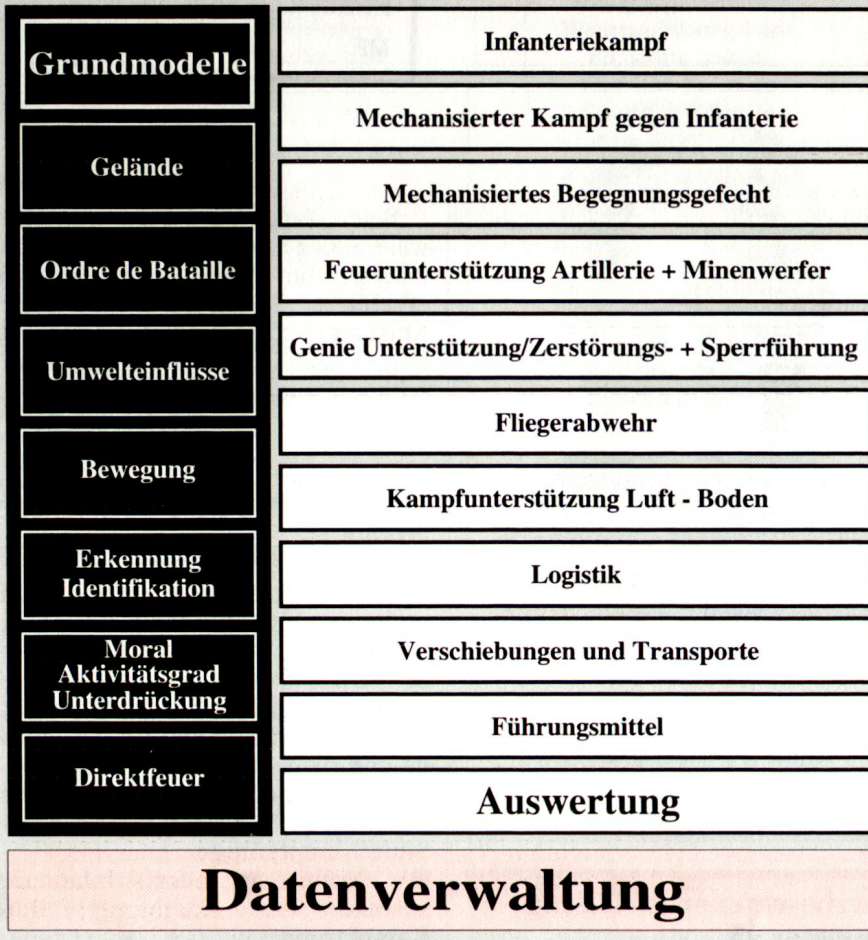 Grundmodelle
Gelände
Ordre de Bataille
Umwelteinflüsse
Bewegung
Erkennung
Identifikation
Moral
Aktivitätsgrad
Unterdrückung
Direktfeuer
Infanteriekampf
Mechanisierter Kampf gegen Infanterie
Mechanisiertes Begegnungsgefecht
Feuerunterstützung Artillerie + Minenwerfer
Genie Unterstützung/Zerstörungs- + Sperrführung
Fliegerabwehr
Kampfunterstützung Luft - Boden
Logistik
Verschiebungen und Transporte
Führungsmittel
Auswertung
Datenverwaltung